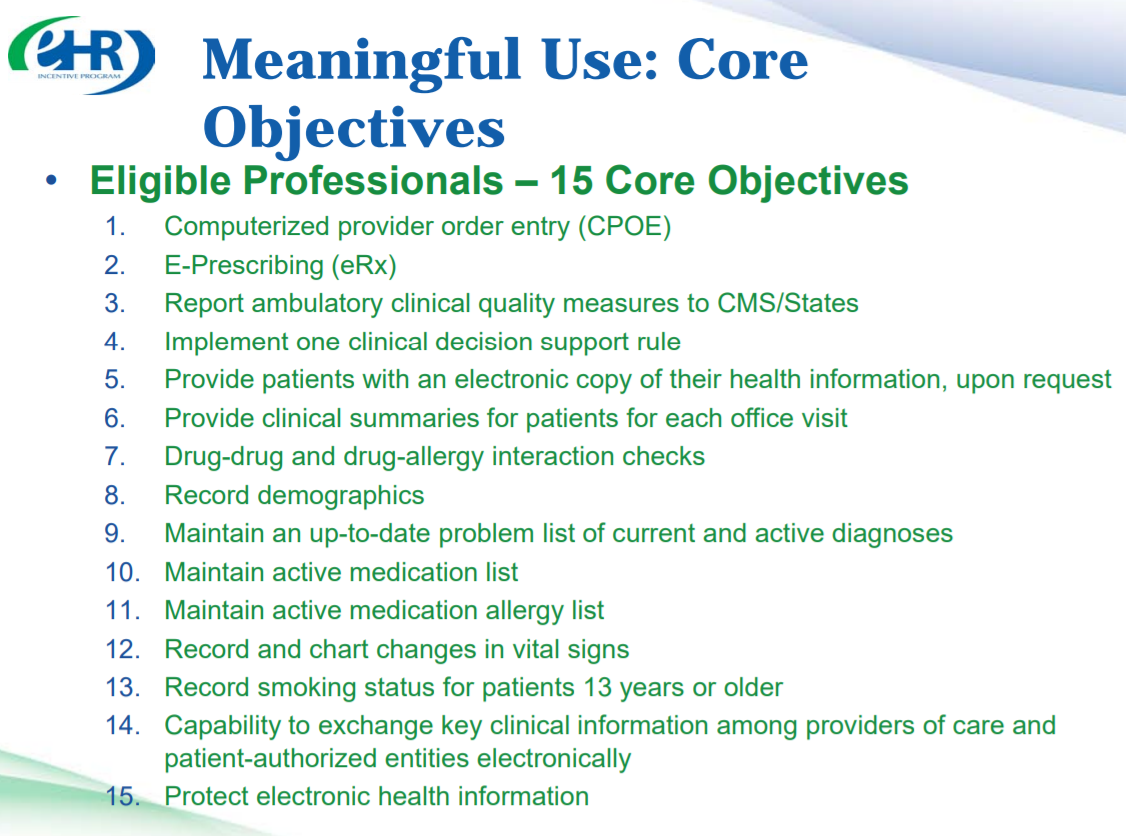 eHR
INCENTIVE PROGRAM
Meaningful Use: Core
Objectives
• Eligible Professionals – 15 Core Objectives
1. Computerized provider order entry (CPOE)
2. E-Prescribing (eRx)
3. Report ambulatory clinical quality measures to CMS/States
4. Implement one clinical decision support rule
5. Provide patients with an electronic copy of their health information, upon request
6. Provide clinical summaries for patients for each office visit
7. Drug-drug and drug-allergy interaction checks
8. Record demographics
9. Maintain an up-to-date problem list of current and active diagnoses
10. Maintain active medication list
11. Maintain active medication allergy list
12. Record and chart changes in vital signs
13. Record smoking status for patients 13 years or older
14. Capability to exchange key clinical information among providers of care and
patient-authorized entities electronically
15. Protect electronic health information